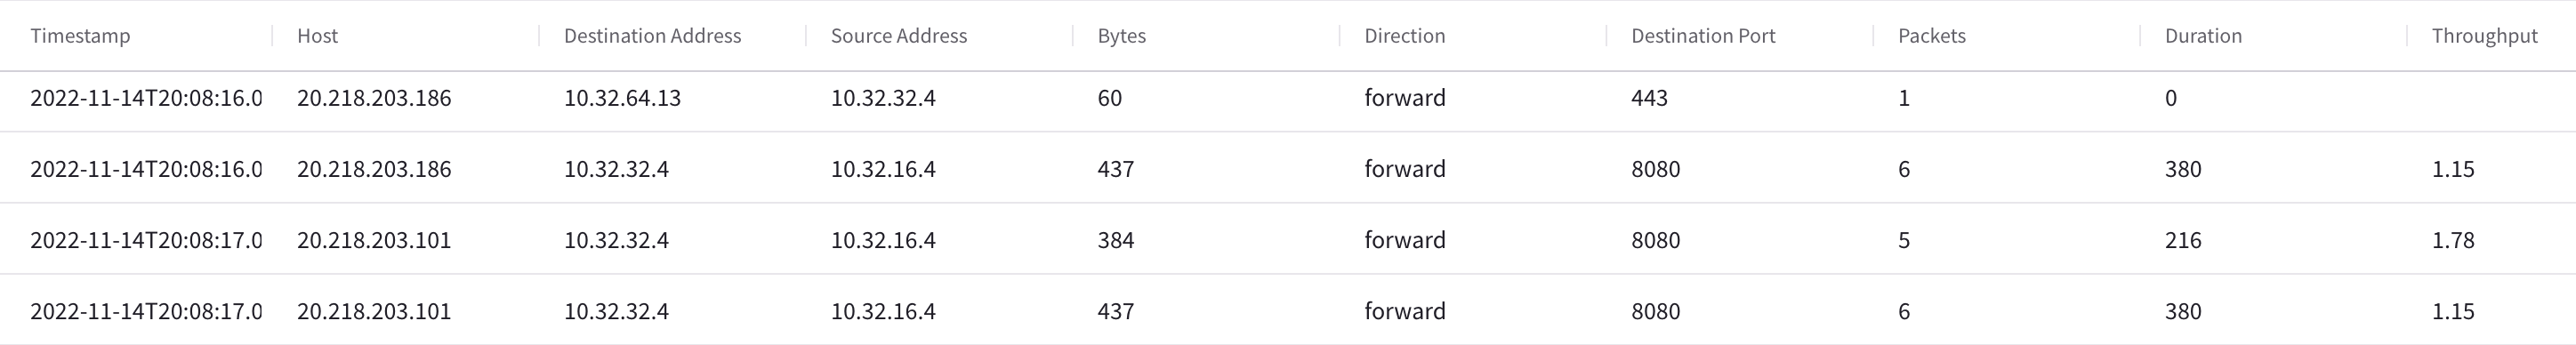 Timestamp Host Destination Address Source Address Bytes Direction Destination Port Packets Duration Throughput
2022-11-14T20:08:16.0 20.218.203.186 10.32.64.13 10.32.32.4 60 forward 443 1 0
2022-11-14T20:08:16.0 20.218.203.186 10.32.32.4 10.32.16.4 437 forward 8080 6 380 1.15
2022-11-14T20:08:17.0 20.218.203.101 10.32.32.4 10.32.16.4 384 forward 8080 5 216 1.78
2022-11-14T20:08:17.0 20.218.203.101 10.32.32.4 10.32.16.4 437 forward 8080 6 380 1.15